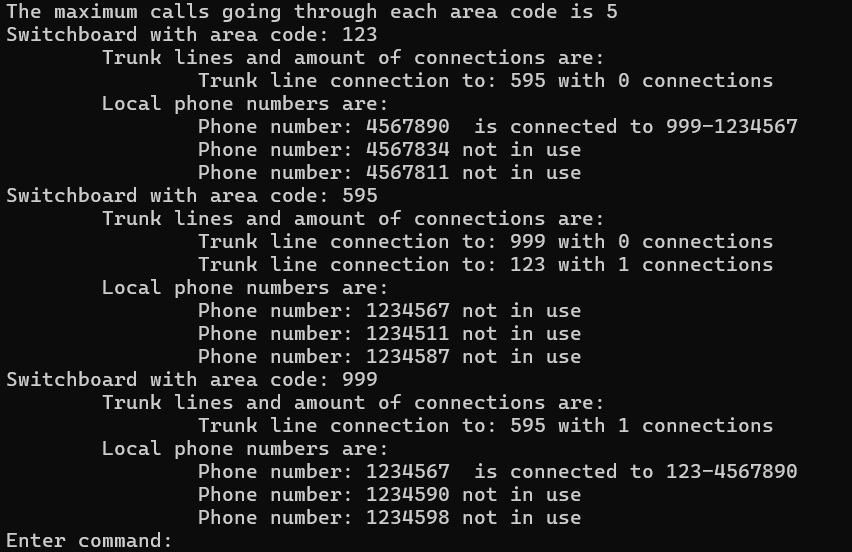 The maximum calls going through each area code is 5
Switchboard with area code: 123
Trunk lines and amount of connections are:
Trunk line connection to: 595 with 0 connections
Local phone numbers are:
Phone number: 4567890  is connected to 999-1234567
Phone number: 4567834 not in use
Phone number: 4567811 not in use
Switchboard with area code: 595
Trunk lines and amount of connections are:
Trunk line connection to: 999 with 0 connections
Trunk line connection to: 123 with 1 connections
Local phone numbers are:
Phone number: 1234567 not in use
Phone number: 1234511 not in use
Phone number: 1234587 not in use
Switchboard with area code: 999
Trunk lines and amount of connections are:
Trunk line connection to: 595 with 1 connections
Local phone numbers are:
Phone number: 1234567  is connected to 123-4567890
Phone number: 1234590 not in use
Phone number: 1234598 not in use
Enter command: